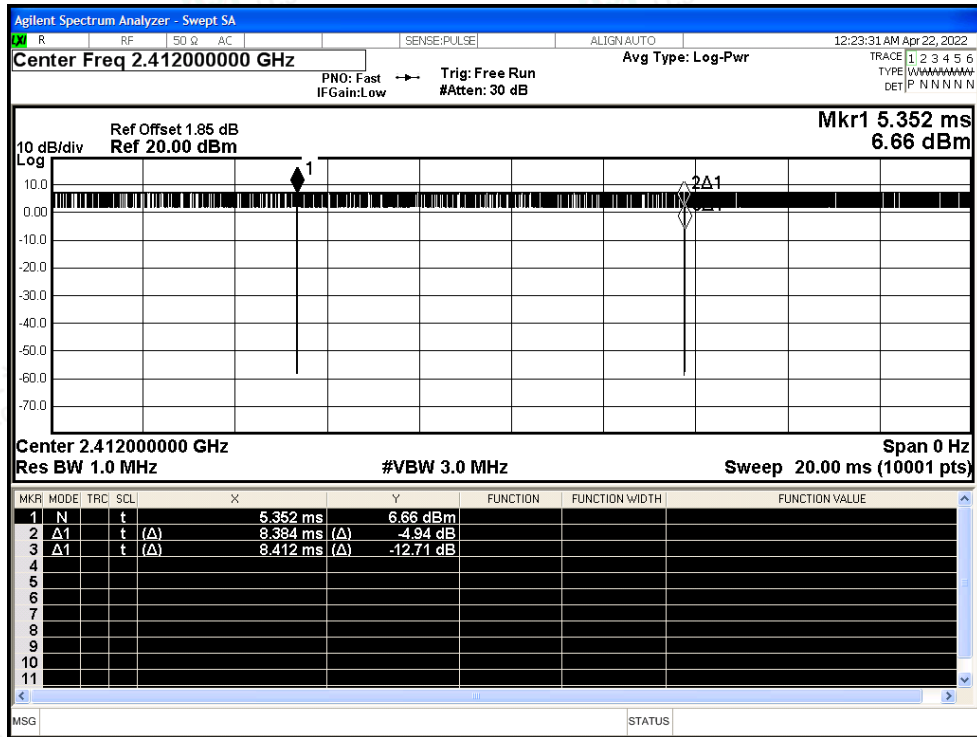 Agilent Spectrum Analyzer - Swept SA
LXI R RF 50 Ω AC SENSE:PULSE ALIGN AUTO 12:23:31 AM Apr 22, 2022
Center Freq 2.412000000 GHz
PNO: Fast
IFGain:Low
Trig: Free Run
#Atten: 30 dB
Avg Type: Log-Pwr
TRACE 1 2 3 4 5 6
TYPE WWWWWW
DET P N N N N N
Mkr1 5.352 ms
6.66 dBm
Ref Offset 1.85 dB
10 dB/div Ref 20.00 dBm
Log
1
2Δ1
10.0
0.00
-10.0
-20.0
-30.0
-40.0
-50.0
-60.0
-70.0
Center 2.412000000 GHz Span 0 Hz
Res BW 1.0 MHz #VBW 3.0 MHz Sweep 20.00 ms (10001 pts)
MKR MODE TRC SCL X Y FUNCTION FUNCTION WIDTH FUNCTION VALUE
1 N t 5.352 ms 6.66 dBm
2 Δ1 t (Δ) 8.384 ms (Δ) -4.94 dB
3 Δ1 t (Δ) 8.412 ms (Δ) -12.71 dB
4
5
6
7
8
9
10
11
MSG STATUS